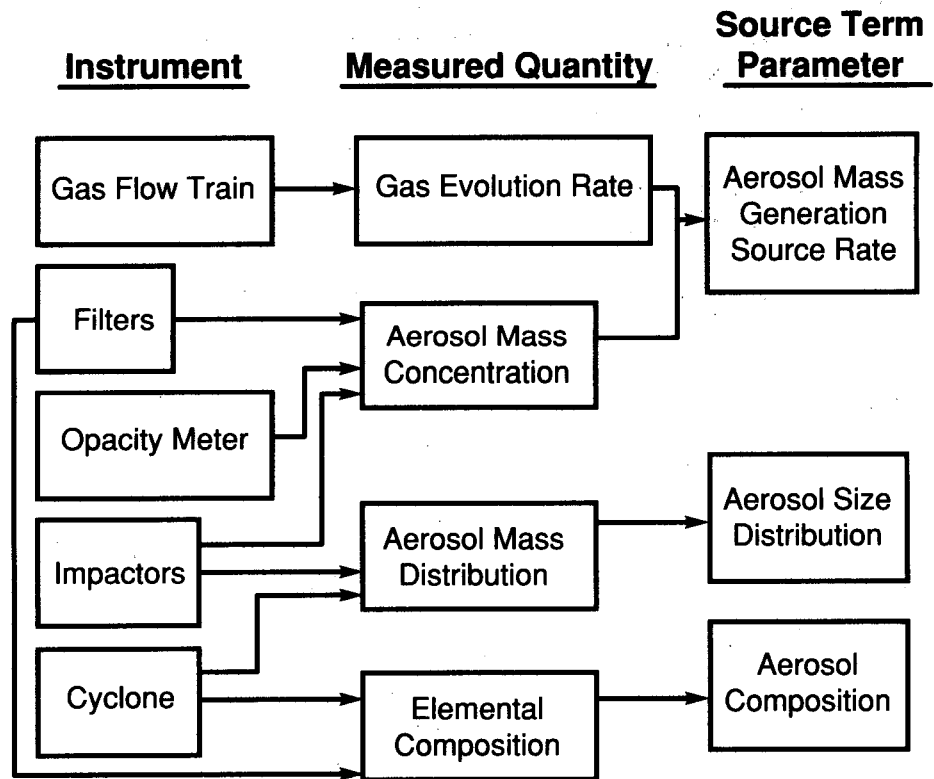 Instrument
Measured Quantity
Source Term
Parameter
Gas Flow Train
Gas Evolution Rate
Aerosol Mass
Generation
Source Rate
Filters
Aerosol Mass
Concentration
Opacity Meter
Impactors
Aerosol Mass
Distribution
Aerosol Size
Distribution
Cyclone
Elemental
Composition
Aerosol
Composition